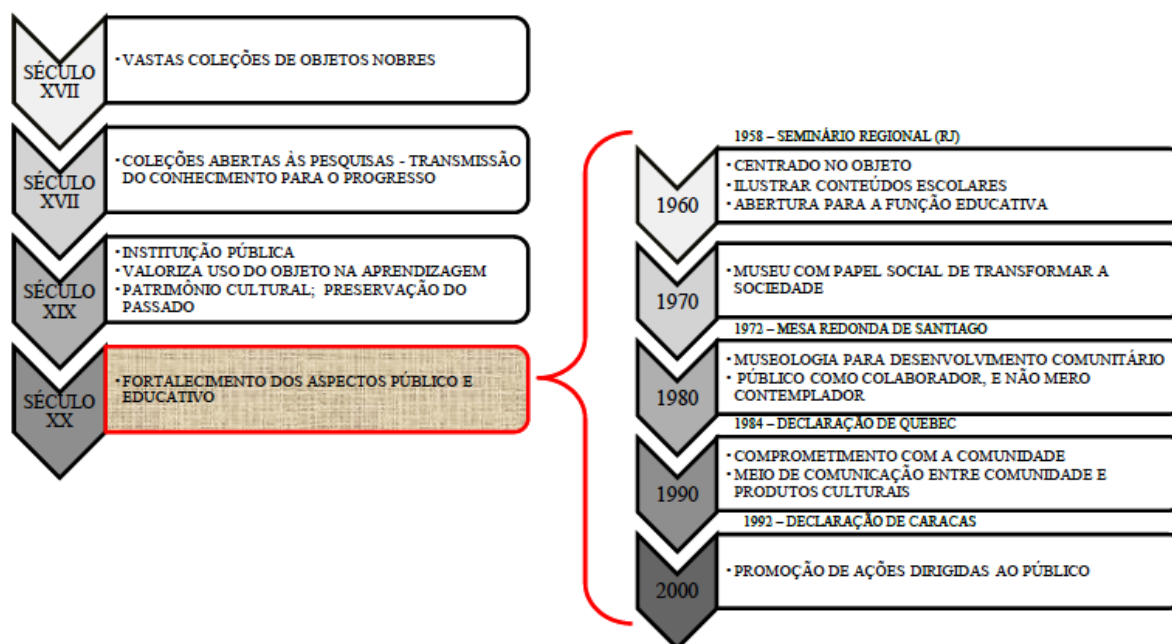 SÉCULO
XVII
• VASTAS COLEÇÕES DE OBJETOS NOBRES
SÉCULO
XVII
• COLEÇÕES ABERTAS ÀS PESQUISAS - TRANSMISSÃO
DO CONHECIMENTO PARA O PROGRESSO
SÉCULO
XIX
• INSTITUIÇÃO PÚBLICA
• VALORIZA USO DO OBJETO NA APRENDIZAGEM
• PATRIMÔNIO CULTURAL; PRESERVAÇÃO DO
PASSADO
SÉCULO
XX
• FORTALECIMENTO DOS ASPECTOS PÚBLICO E
EDUCATIVO
1958 – SEMINÁRIO REGIONAL (RJ)
1960
• CENTRADO NO OBJETO
• ILUSTRAR CONTEÚDOS ESCOLARES
• ABERTURA PARA A FUNÇÃO EDUCATIVA
1970
• MUSEU COM PAPEL SOCIAL DE TRANSFORMAR A
SOCIEDADE
1972 – MESA REDONDA DE SANTIAGO
1980
• MUSEOLOGIA PARA DESENVOLVIMENTO COMUNITÁRIO
• PÚBLICO COMO COLABORADOR, E NÃO MERO
CONTEMPLADOR
1984 – DECLARAÇÃO DE QUEBEC
1990
• COMPROMETIMENTO COM A COMUNIDADE
• MEIO DE COMUNICAÇÃO ENTRE COMUNIDADE E
PRODUTOS CULTURAIS
1992 – DECLARAÇÃO DE CARACAS
2000
• PROMOÇÃO DE AÇÕES DIRIGIDAS AO PÚBLICO